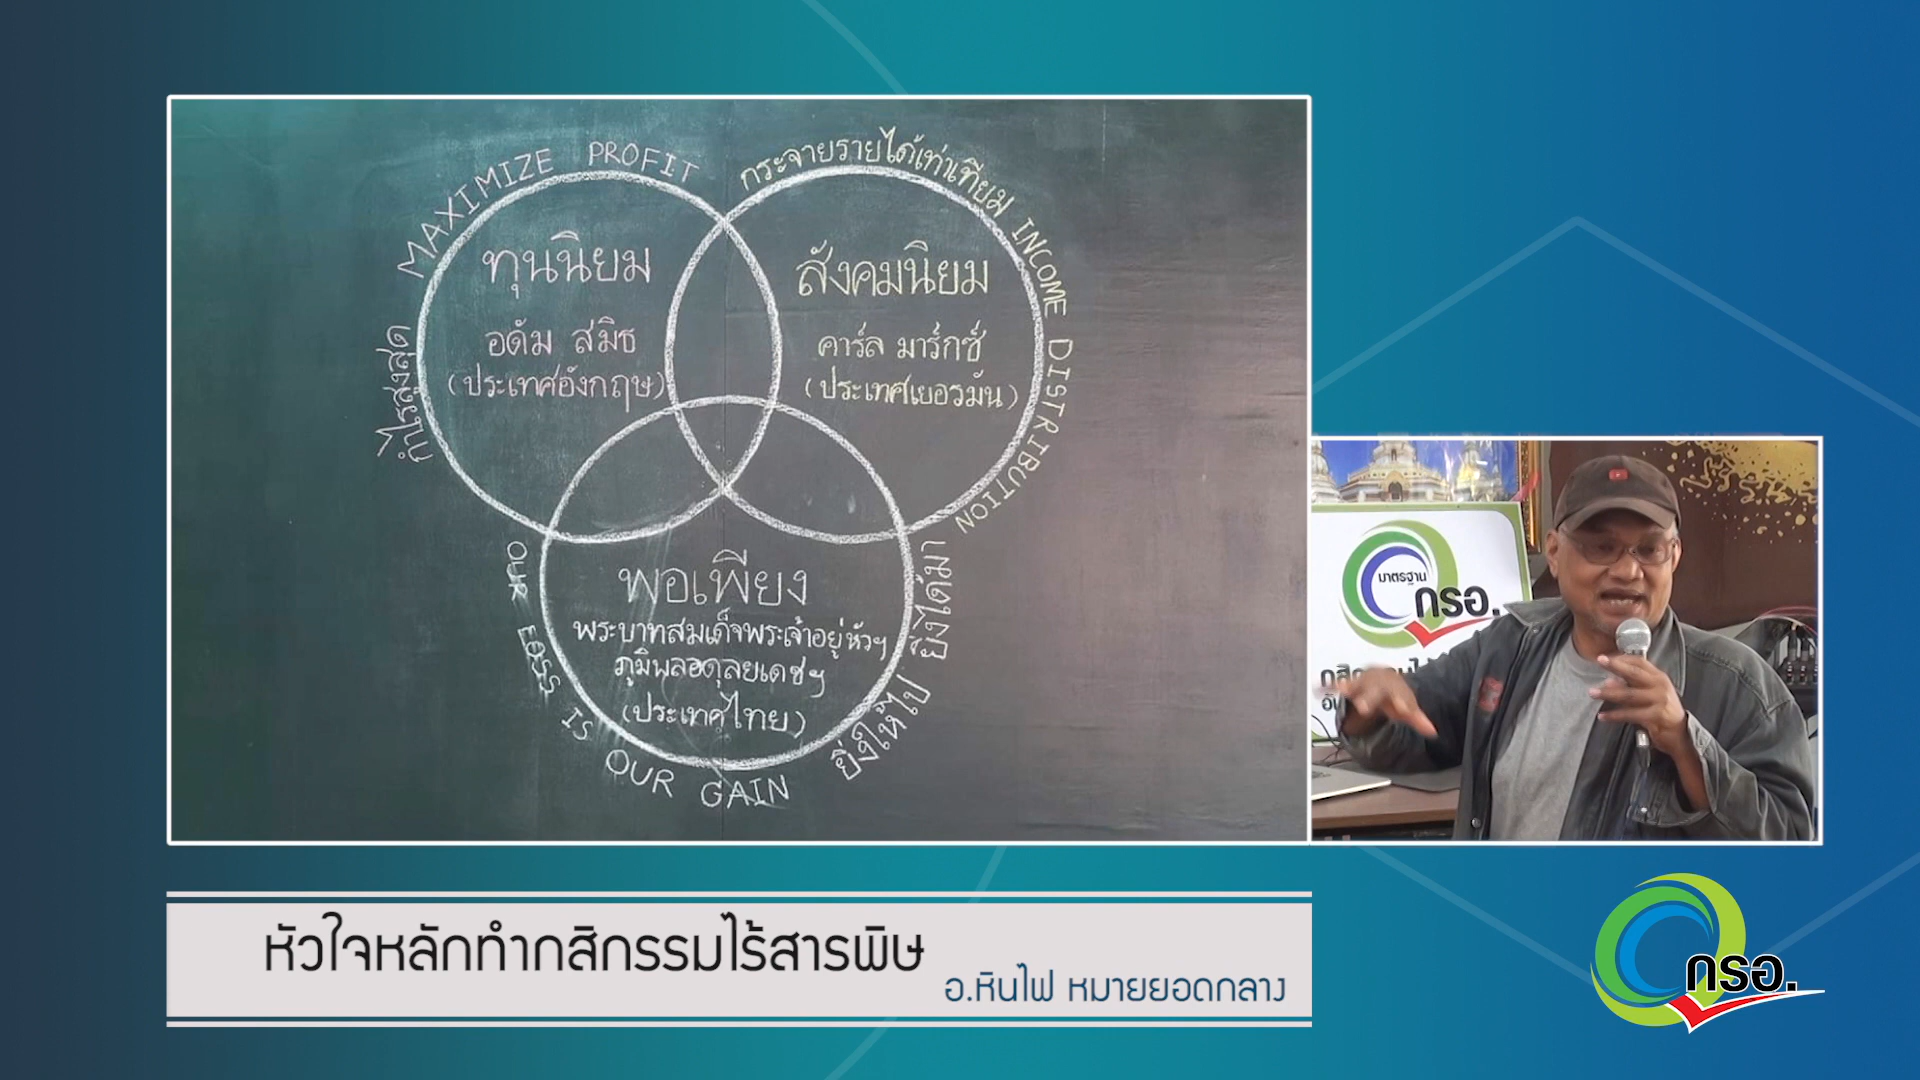 MAXIMIZE PROFIT
กำไรสูงสุด
ทุนนิยม
อดัม สมิธ
(ประเทศอังกฤษ)
กระจายรายได้เท่าเทียม INCOME DISTRIBUTION
สังคมนิยม
คาร์ล มาร์กซ์
(ประเทศเยอรมัน)
พอเพียง
พระบาทสมเด็จพระเจ้าอยู่หัวฯ
ภูมิพลอดุลยเดชฯ
(ประเทศไทย)
OUR LOSS IS OUR GAIN
ยิ่งให้ไป ยิ่งได้มา
มาตรฐาน
กรอ.
หัวใจหลักทำกสิกรรมไร้สารพิษ
อ.หินไฟ หมายยอดกลาง
กรอ.